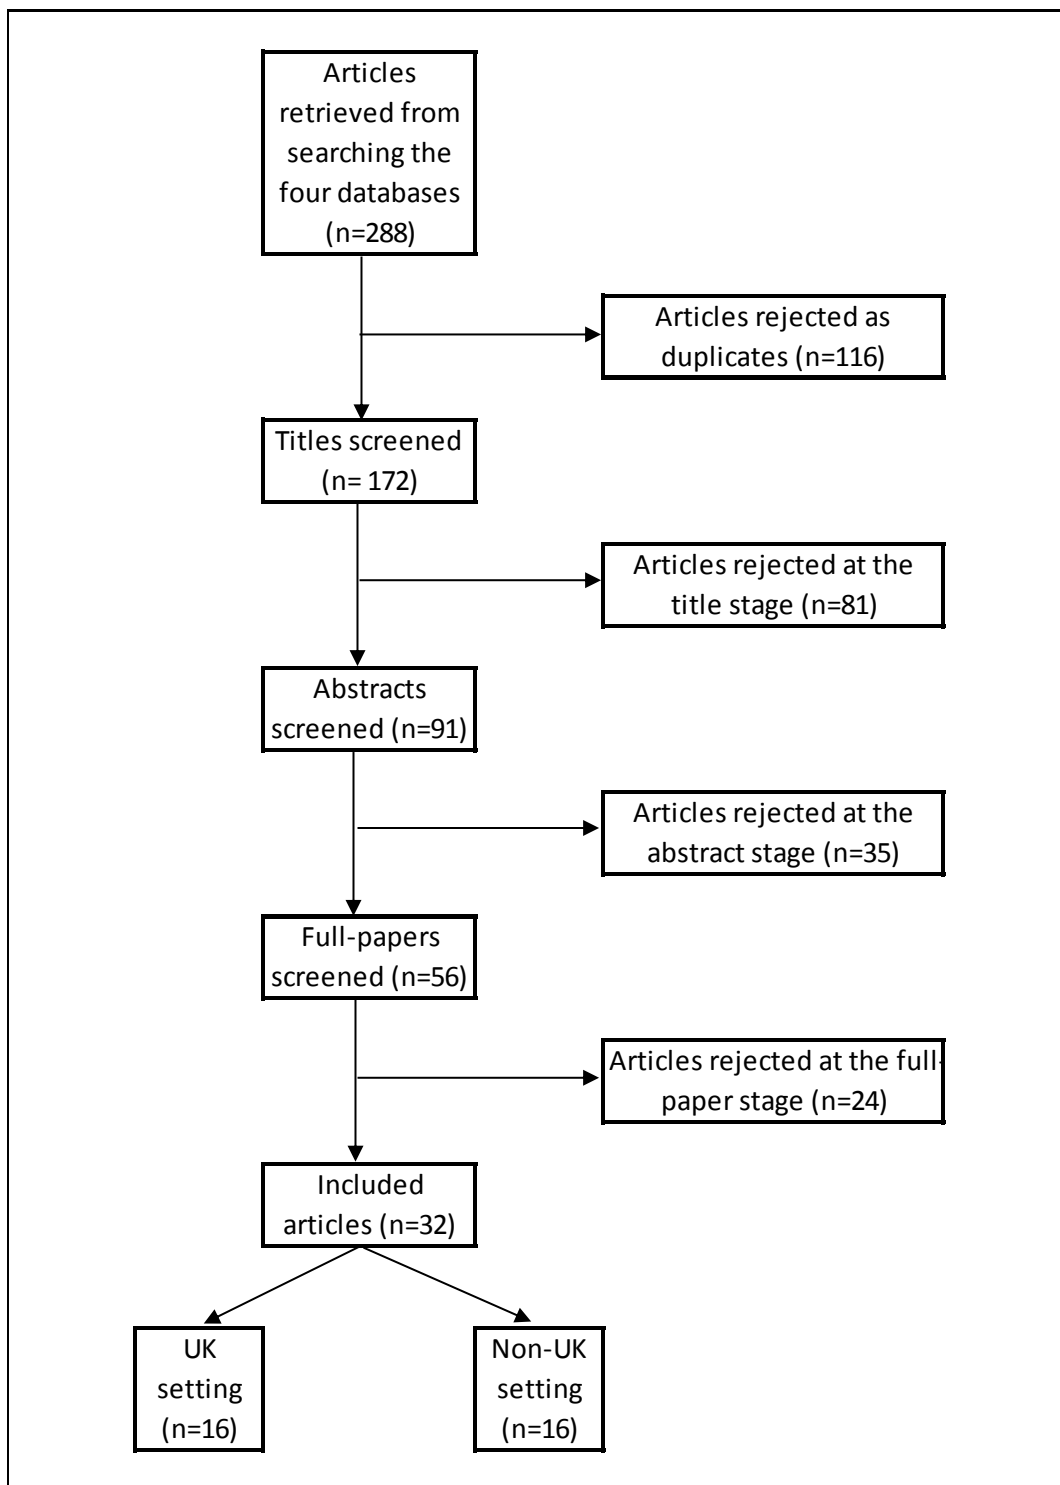 Articles
retrieved from
searching the
four databases
(n=288)
Articles rejected as
duplicates (n=116)
Titles screened
(n= 172)
Articles rejected at the
title stage (n=81)
Abstracts
screened (n=91)
Articles rejected at the
abstract stage (n=35)
Full-papers
screened (n=56)
Articles rejected at the full-
paper stage (n=24)
Included
articles (n=32)
UK
setting
(n=16)
Non-UK
setting
(n=16)